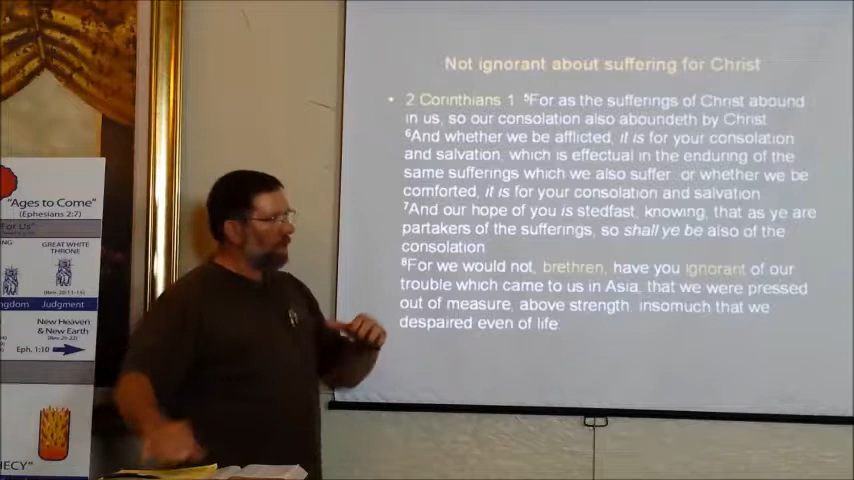 Not ignorant about suffering for Christ
• 2 Corinthians 1 ⁵For as the sufferings of Christ abound
in us, so our consolation also aboundeth by Christ
⁶And whether we be afflicted, it is for your consolation
and salvation, which is effectual in the enduring of the
same sufferings which we also suffer: or whether we be
comforted, it is for your consolation and salvation
⁷And our hope of you is stedfast, knowing, that as ye are
partakers of the sufferings, so shall ye be also of the
consolation
⁸For we would not, brethren, have you ignorant of our
trouble which came to us in Asia, that we were pressed
out of measure, above strength, insomuch that we
despaired even of life
"Ages to Come"
(Ephesians 2:7)
"For Us"
GREAT WHITE
THRONE
(Rev. 20:11-15)
Judgment
New Heaven
& New Earth
Eph. 1:10